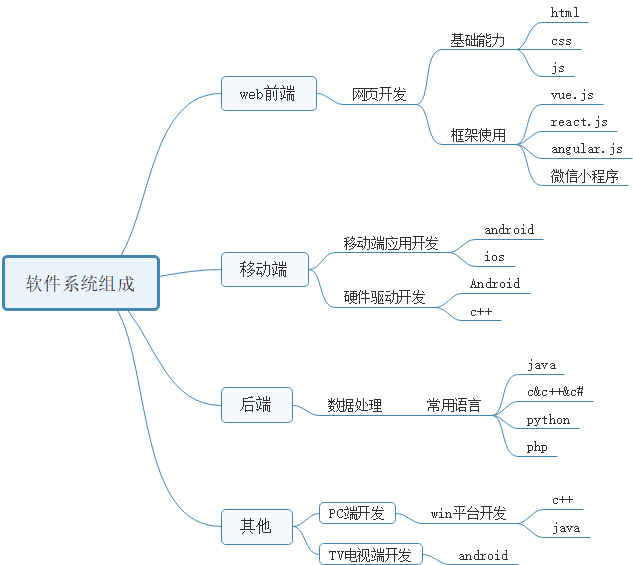 软件系统组成
web前端
网页开发
基础能力
html
css
js
框架使用
vue.js
react.js
angular.js
微信小程序
移动端
移动端应用开发
android
ios
硬件驱动开发
Android
c++
后端
数据处理
常用语言
java
c&c++&c#
python
php
其他
PC端开发
win平台开发
c++
java
TV电视端开发
android